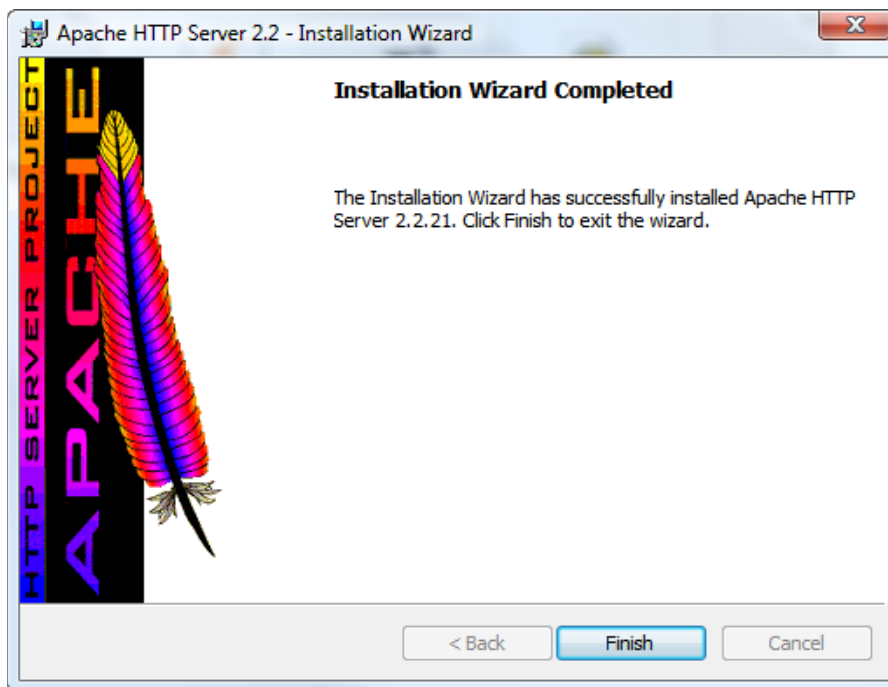 Apache HTTP Server 2.2 - Installation Wizard
HTTP SERVER PROJECT
APACHE
Installation Wizard Completed
The Installation Wizard has successfully installed Apache HTTP
Server 2.2.21. Click Finish to exit the wizard.
< Back
Finish
Cancel